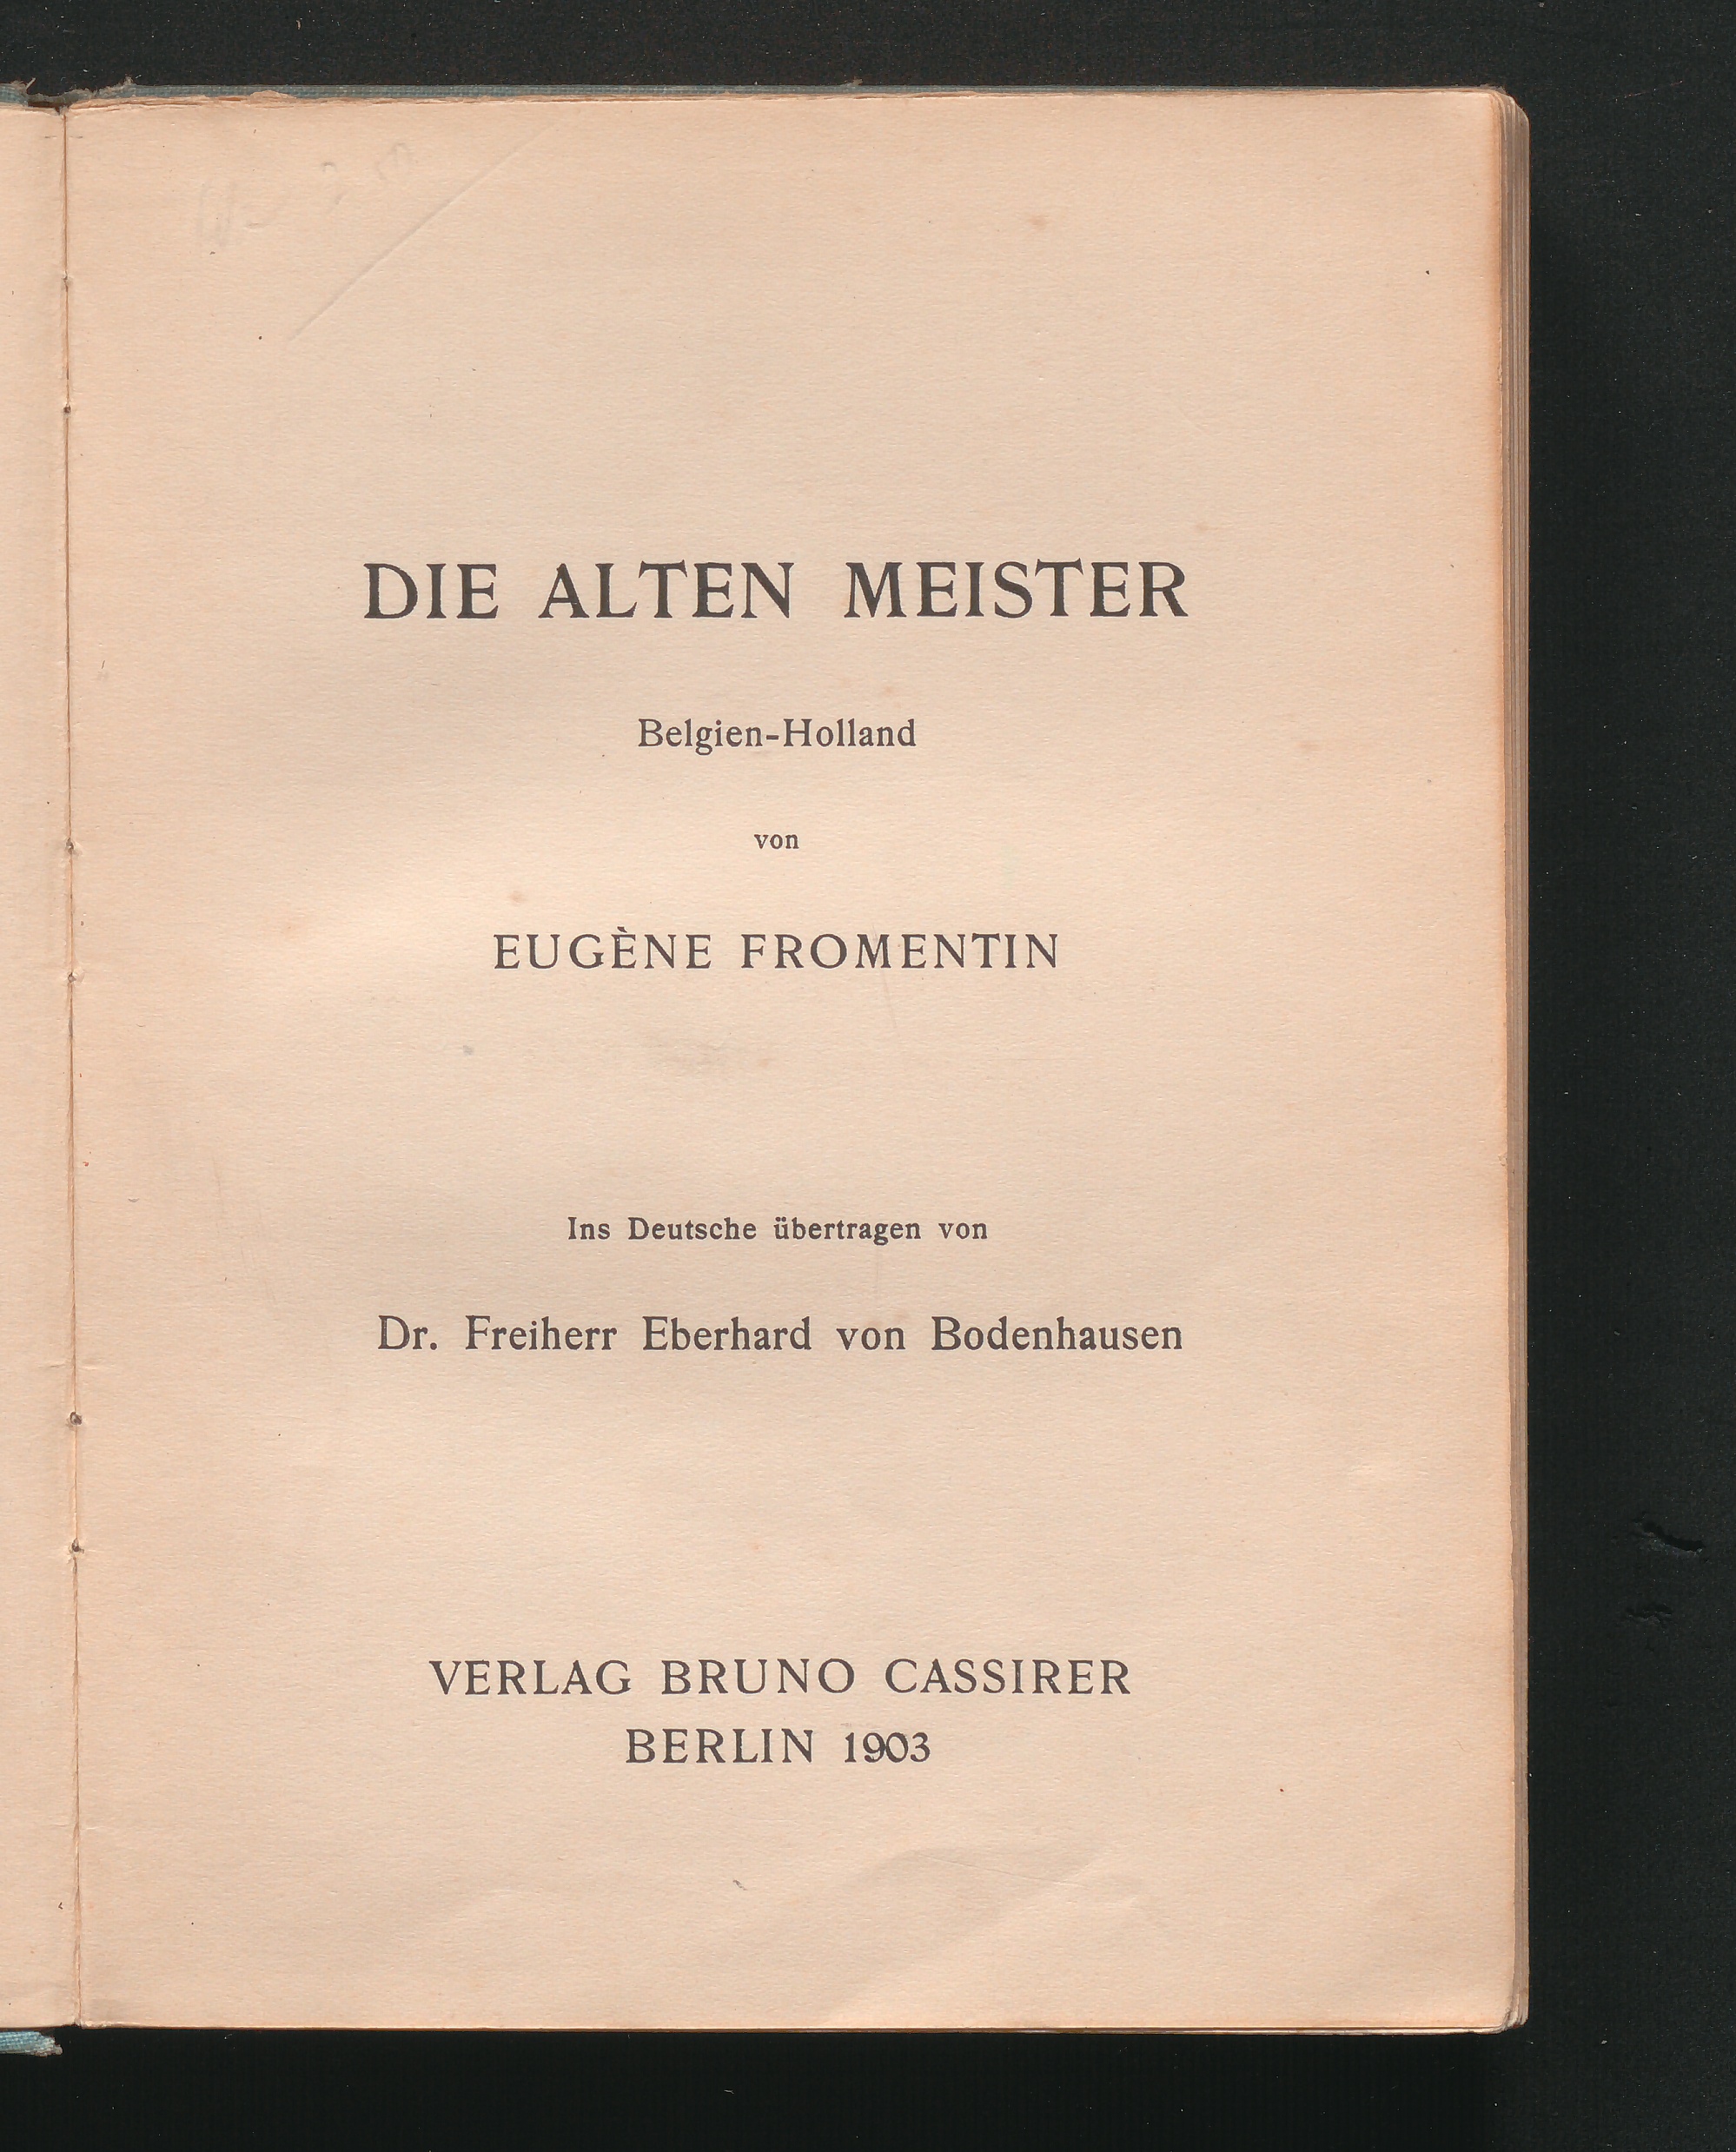 DIE ALTEN MEISTER
Belgien-Holland
von
EUGÈNE FROMENTIN
Ins Deutsche übertragen von
Dr. Freiherr Eberhard von Bodenhausen
VERLAG BRUNO CASSIRER
BERLIN 1903